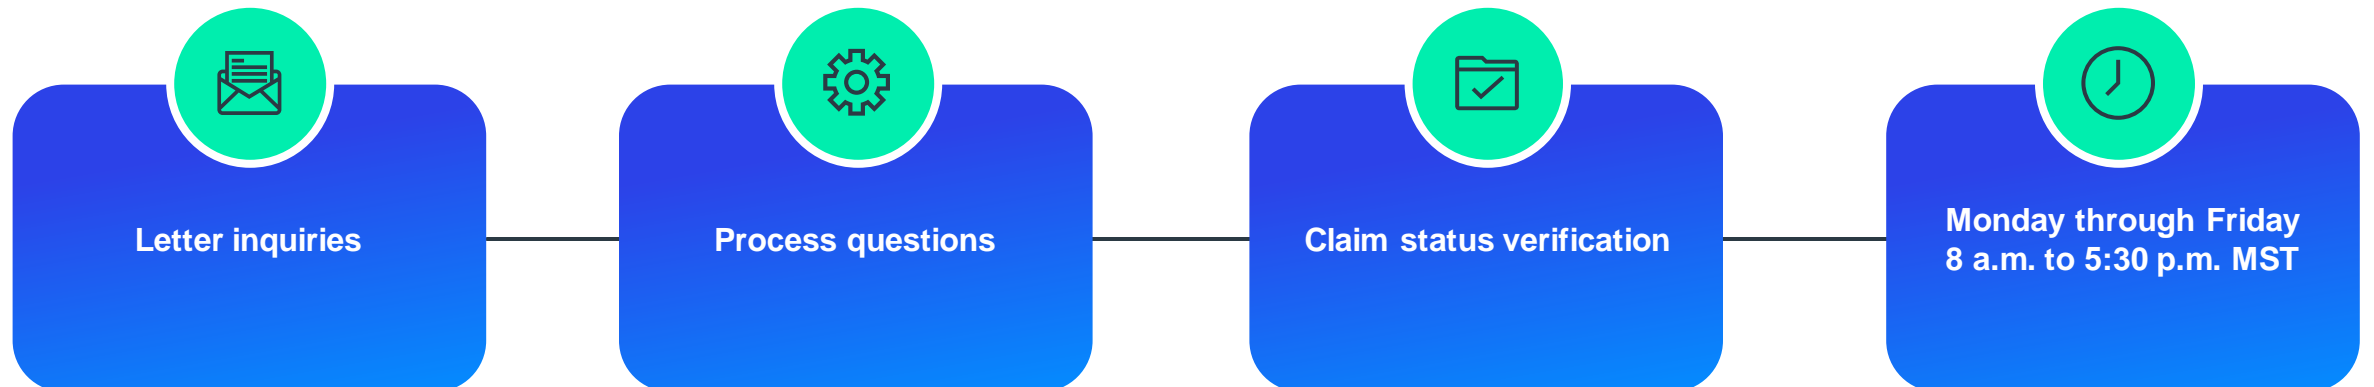 Letter inquiries
Process questions
Claim status verification
Monday through Friday
8 a.m. to 5:30 p.m. MST